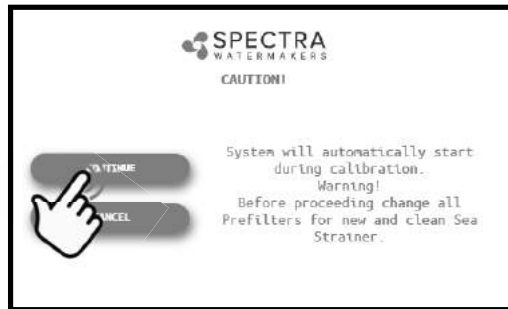 SPECTRA
WATERMAKERS
CAUTION!
CONTINUE
CANCEL
System will automatically start
during calibration.
Warning!
Before proceeding change all
Prefilters for new and clean Sea
Strainer.